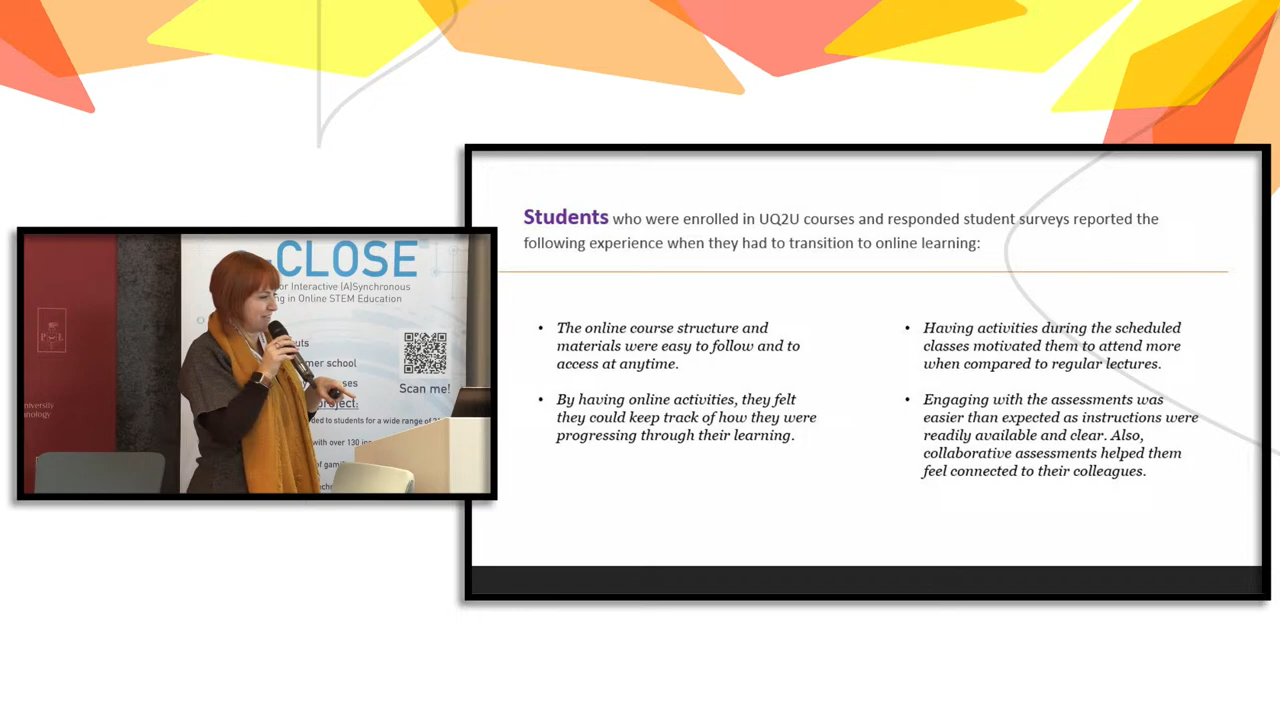 CLOSE
or Interactive (A)Synchronous
g in Online STEM Education
uts
mer school
ses
Scan me!
project:
ded to students for a wide range of
with over 130
of gami
niversity
nology
Students who were enrolled in UQ2U courses and responded student surveys reported the
following experience when they had to transition to online learning:
• The online course structure and
materials were easy to follow and to
access at anytime.
• By having online activities, they felt
they could keep track of how they were
progressing through their learning.
• Having activities during the scheduled
classes motivated them to attend more
when compared to regular lectures.
• Engaging with the assessments was
easier than expected as instructions were
readily available and clear. Also,
collaborative assessments helped them
feel connected to their colleagues.